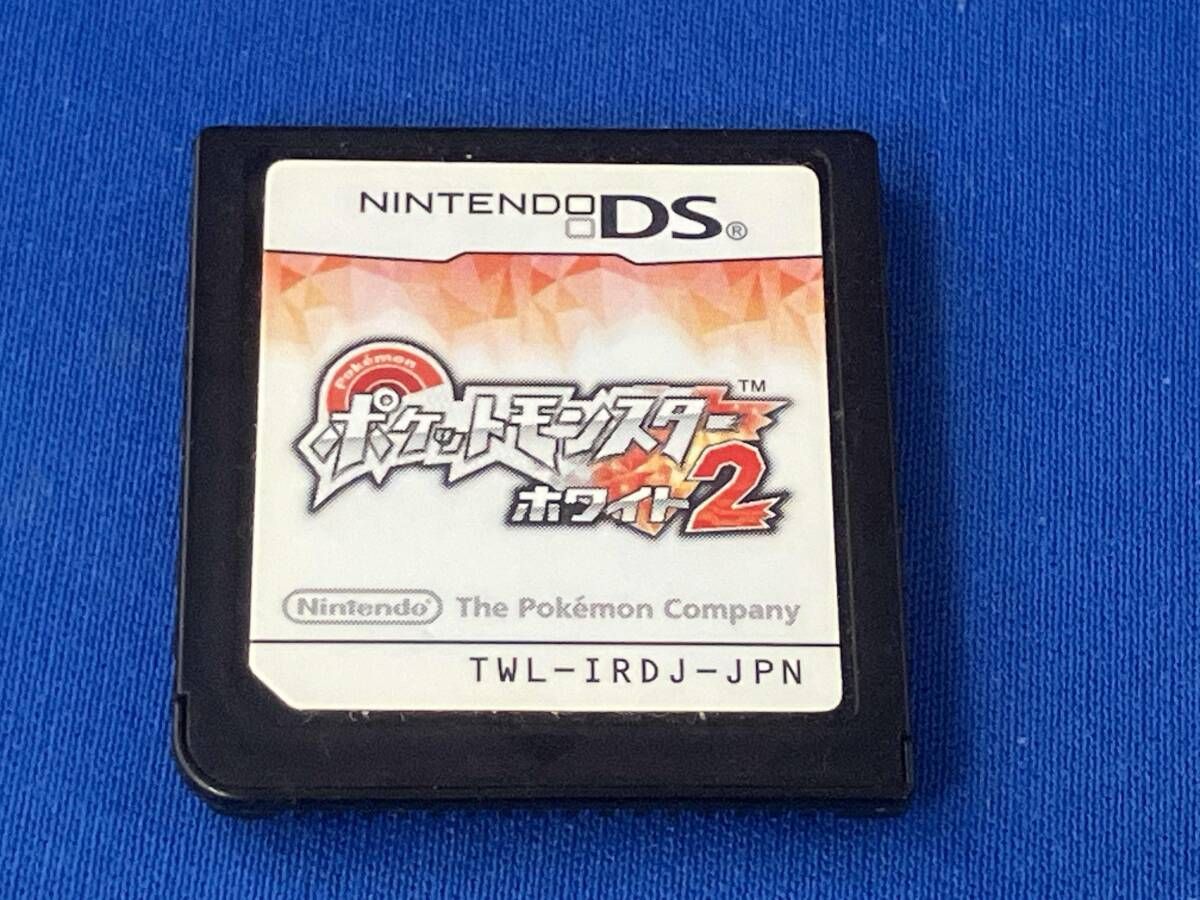 NINTENDO DS®
Pokémon
ポケットモンスター™
ホワイト2
Nintendo® The Pokémon Company
TWL-IRDJ-JPN